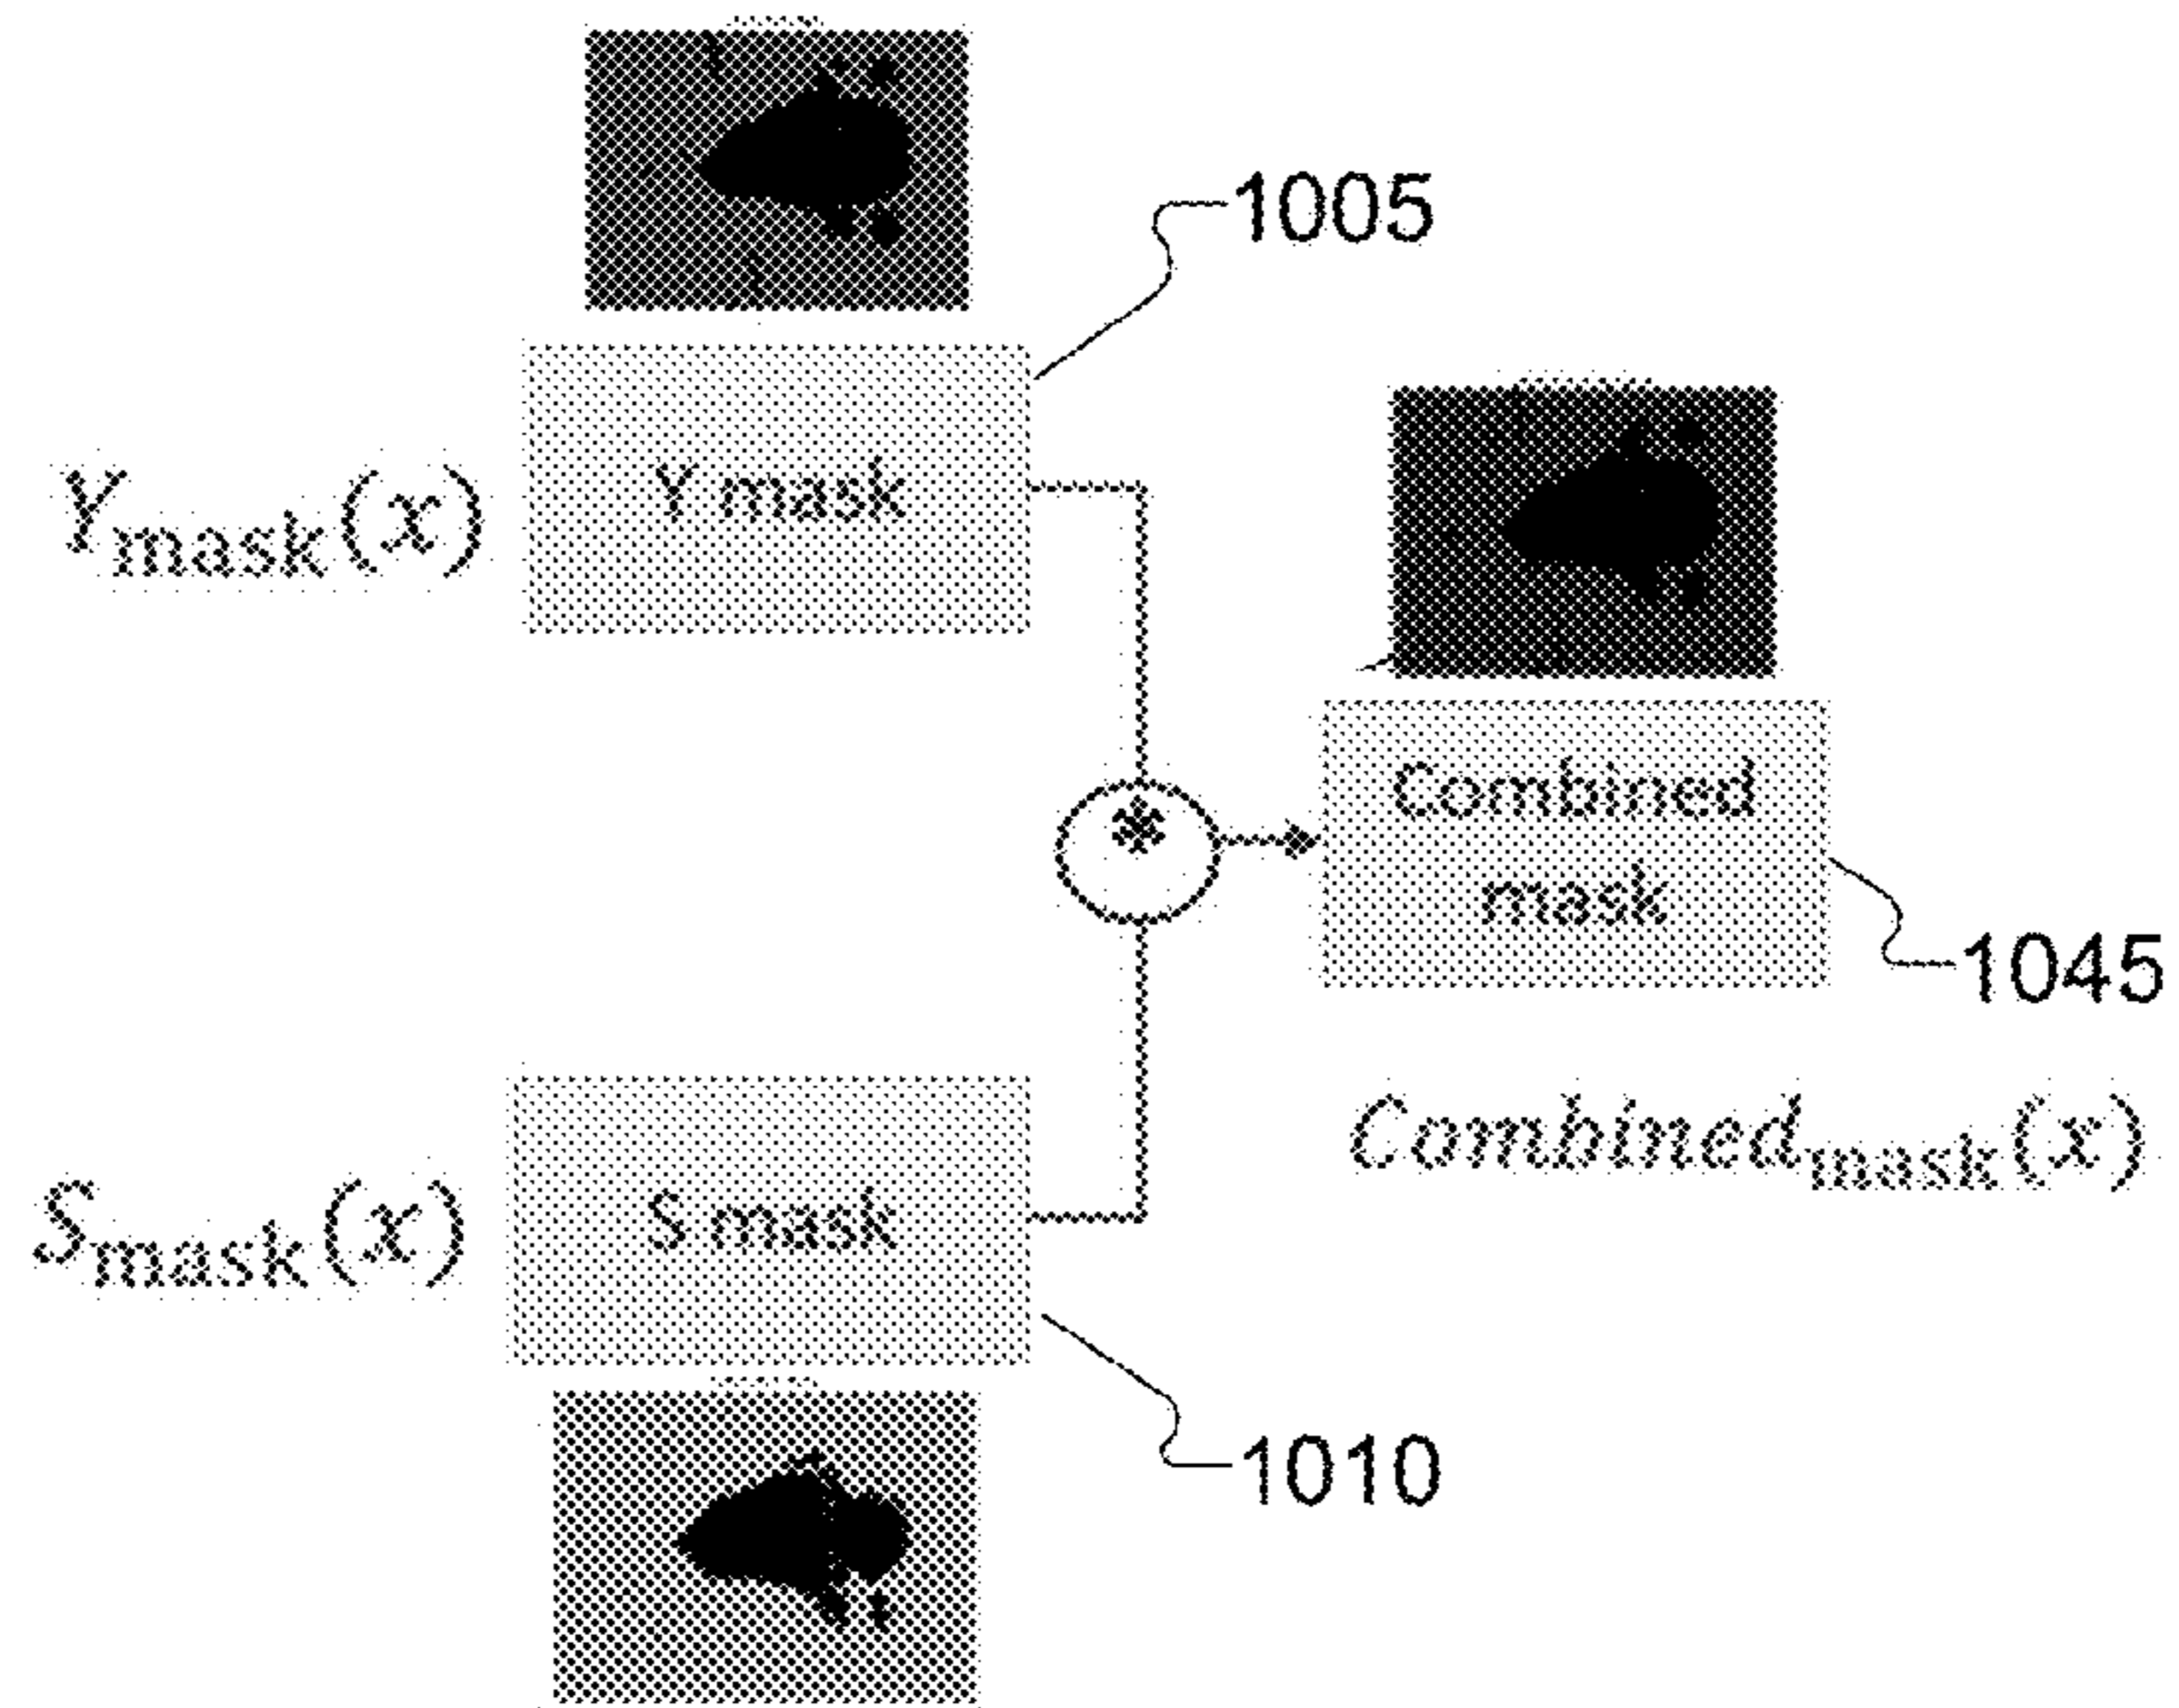 1005
Y mask
Yₘₐₛₖ(x)
*
Combined
mask
1045
Combinedₘₐₛₖ(x)
S mask
Sₘₐₛₖ(x)
1010